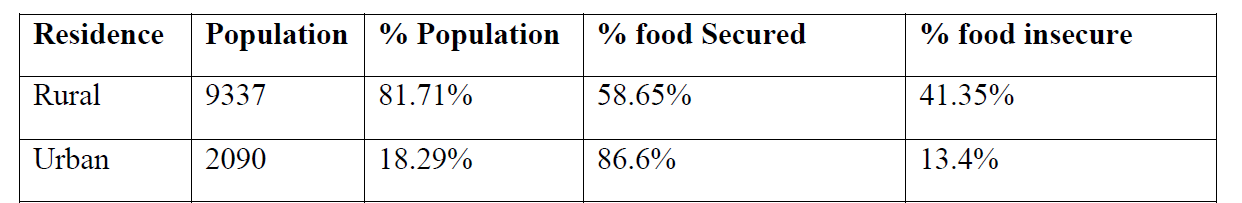 Residence Population % Population % food Secured % food insecure
Rural 9337 81.71% 58.65% 41.35%
Urban 2090 18.29% 86.6% 13.4%